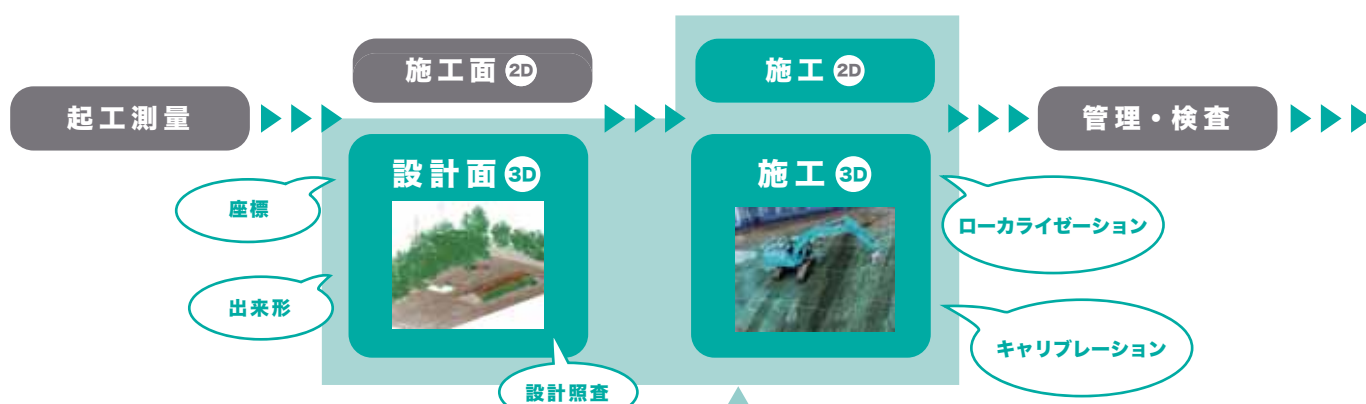 起工測量
施工面 2D
設計面 3D
座標
出来形
設計照査
施工 2D
施工 3D
ローカライゼーション
キャリブレーション
管理・検査